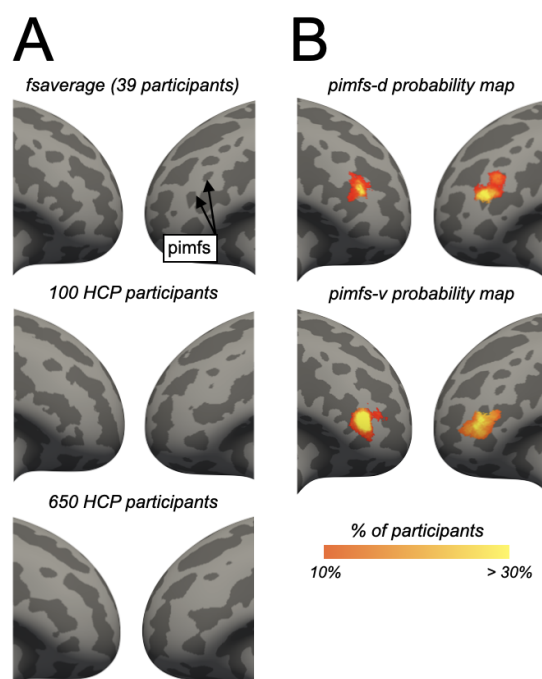 A
B
fsaverage (39 participants)
pimfs
100 HCP participants
650 HCP participants
pimfs-d probability map
pimfs-v probability map
% of participants
10%
> 30%